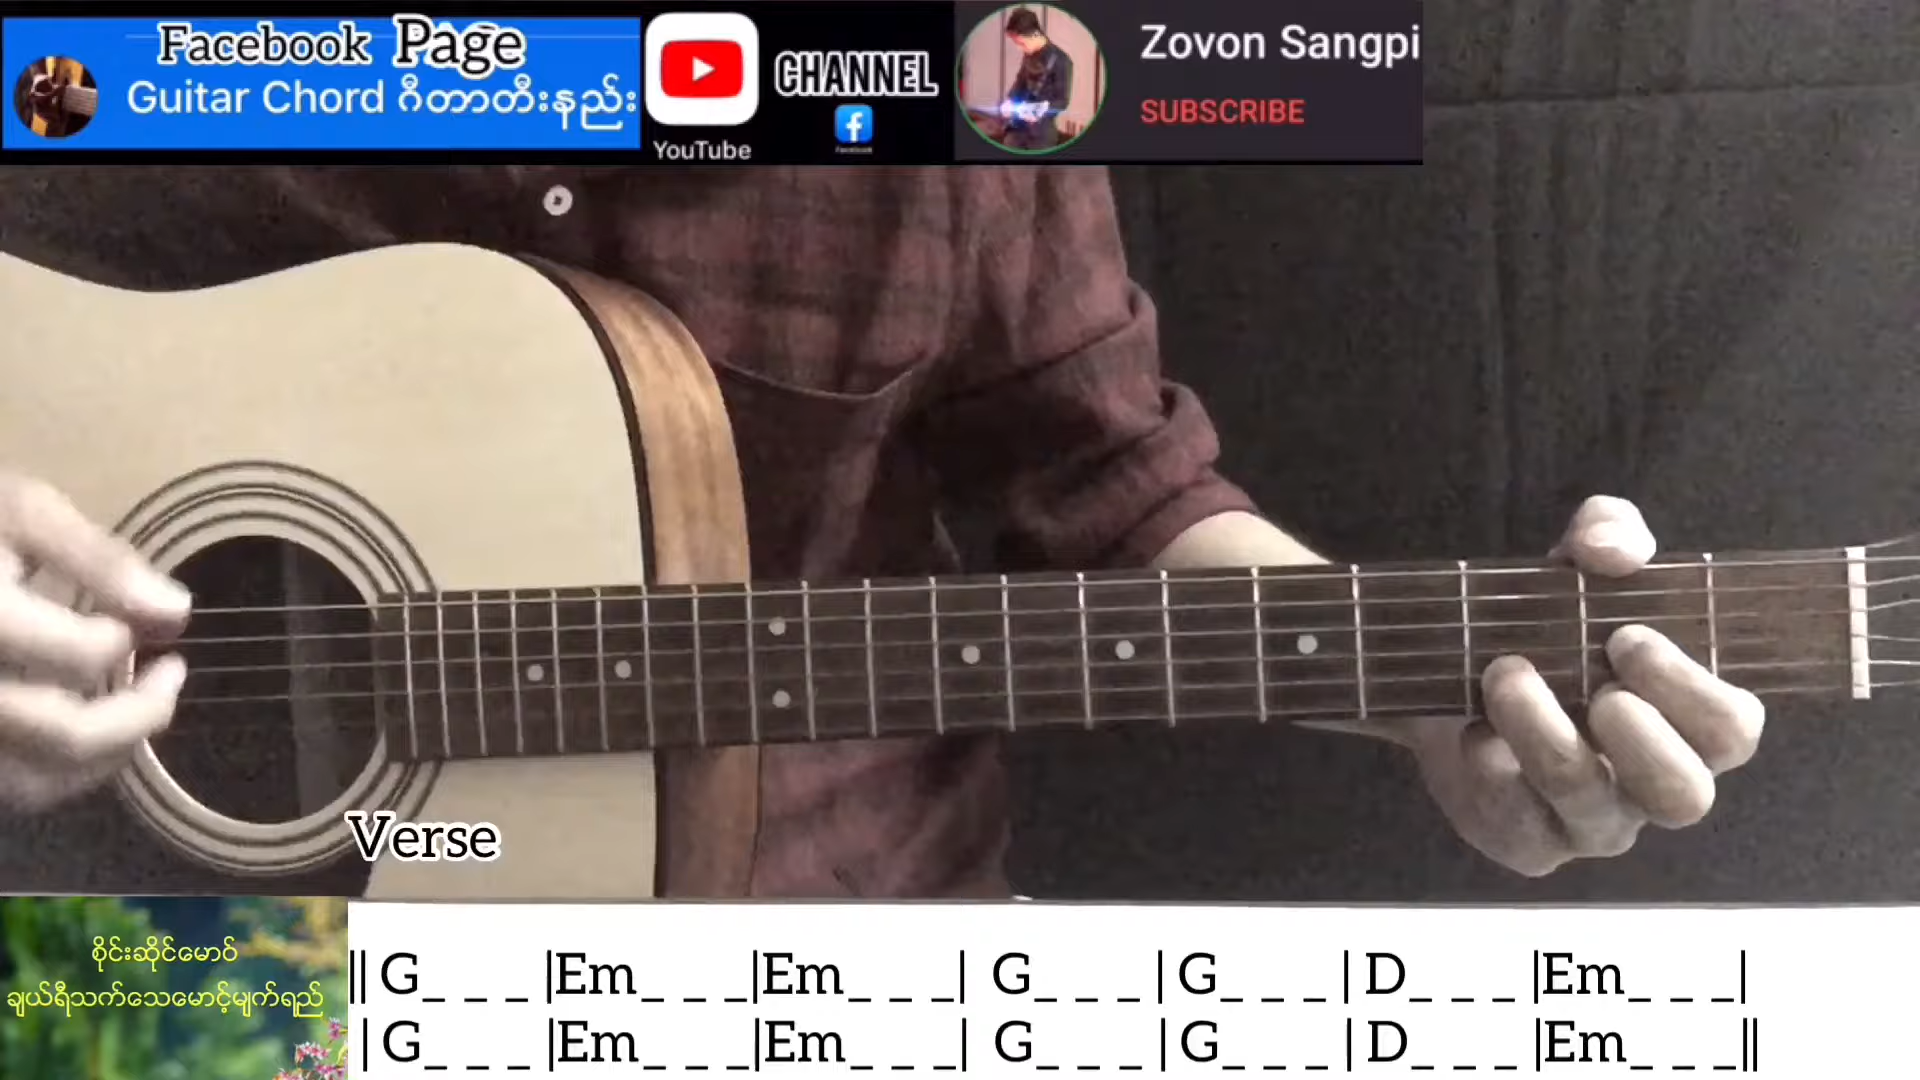 Facebook Page
Guitar Chord ဂီတာတီးနည်း
YouTube
CHANNEL
Zovon Sangpi
SUBSCRIBE
Verse
စိုင်းဆိုင်မောဝ်
ချယ်ရီသက်သေမောင့်မျက်ရည်
|| G_ _ _ |Em_ _ _|Em_ _ _| G_ _ _ | G_ _ _ | D_ _ _ |Em_ _ _|
| G_ _ _ |Em_ _ _|Em_ _ _| G_ _ _ | G_ _ _ | D_ _ _ |Em_ _ _||